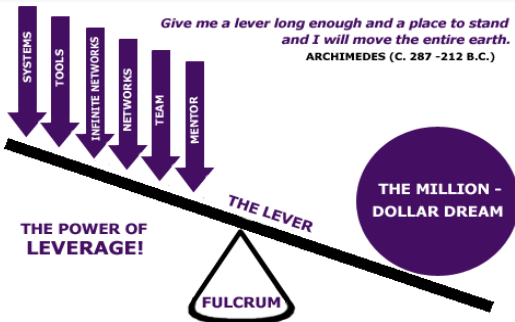 Give me a lever long enough and a place to stand
and I will move the entire earth.
ARCHIMEDES (C. 287 -212 B.C.)
SYSTEMS
TOOLS
INFINITE NETWORKS
NETWORKS
TEAM
MENTOR
THE MILLION -
DOLLAR DREAM
THE LEVER
THE POWER OF
LEVERAGE!
FULCRUM